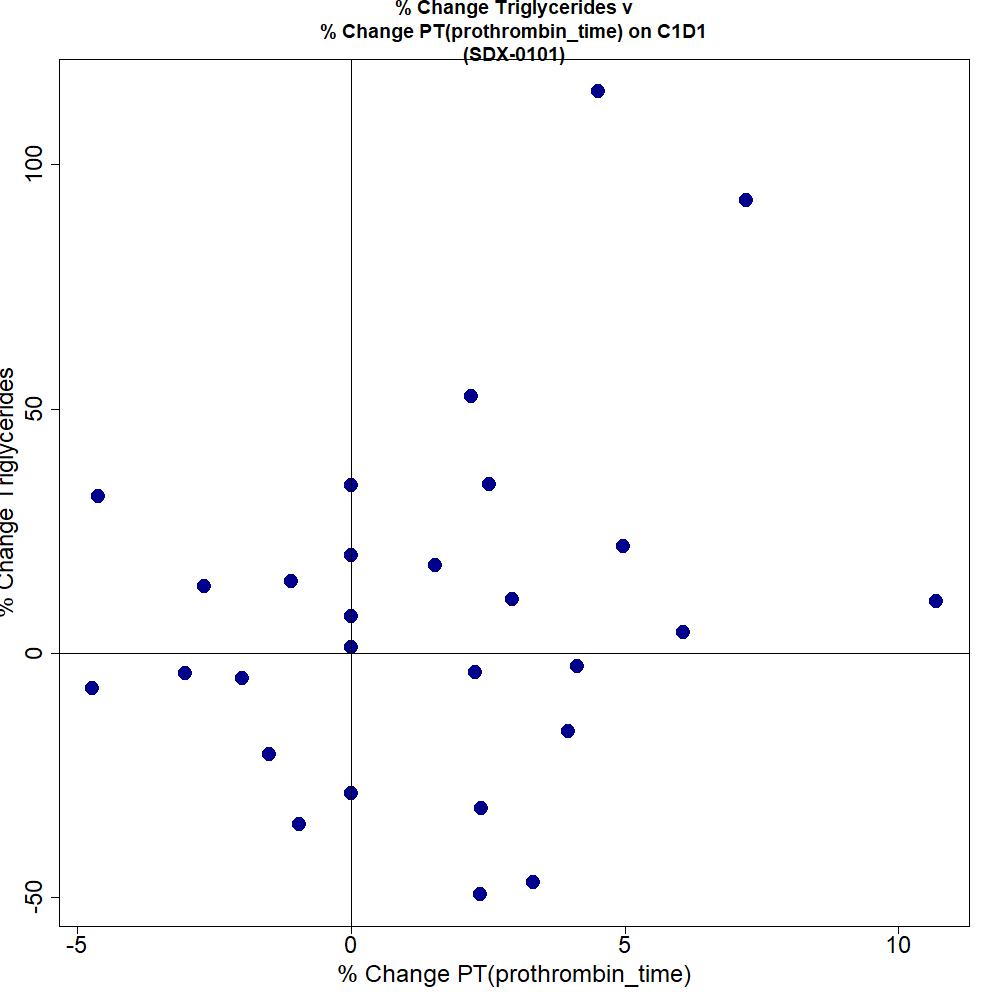 % Change Triglycerides v
% Change PT(prothrombin_time) on C1D1
(SDX-0101)
% Change Triglycerides
100
50
0
-50
-5
0
5
10
% Change PT(prothrombin_time)